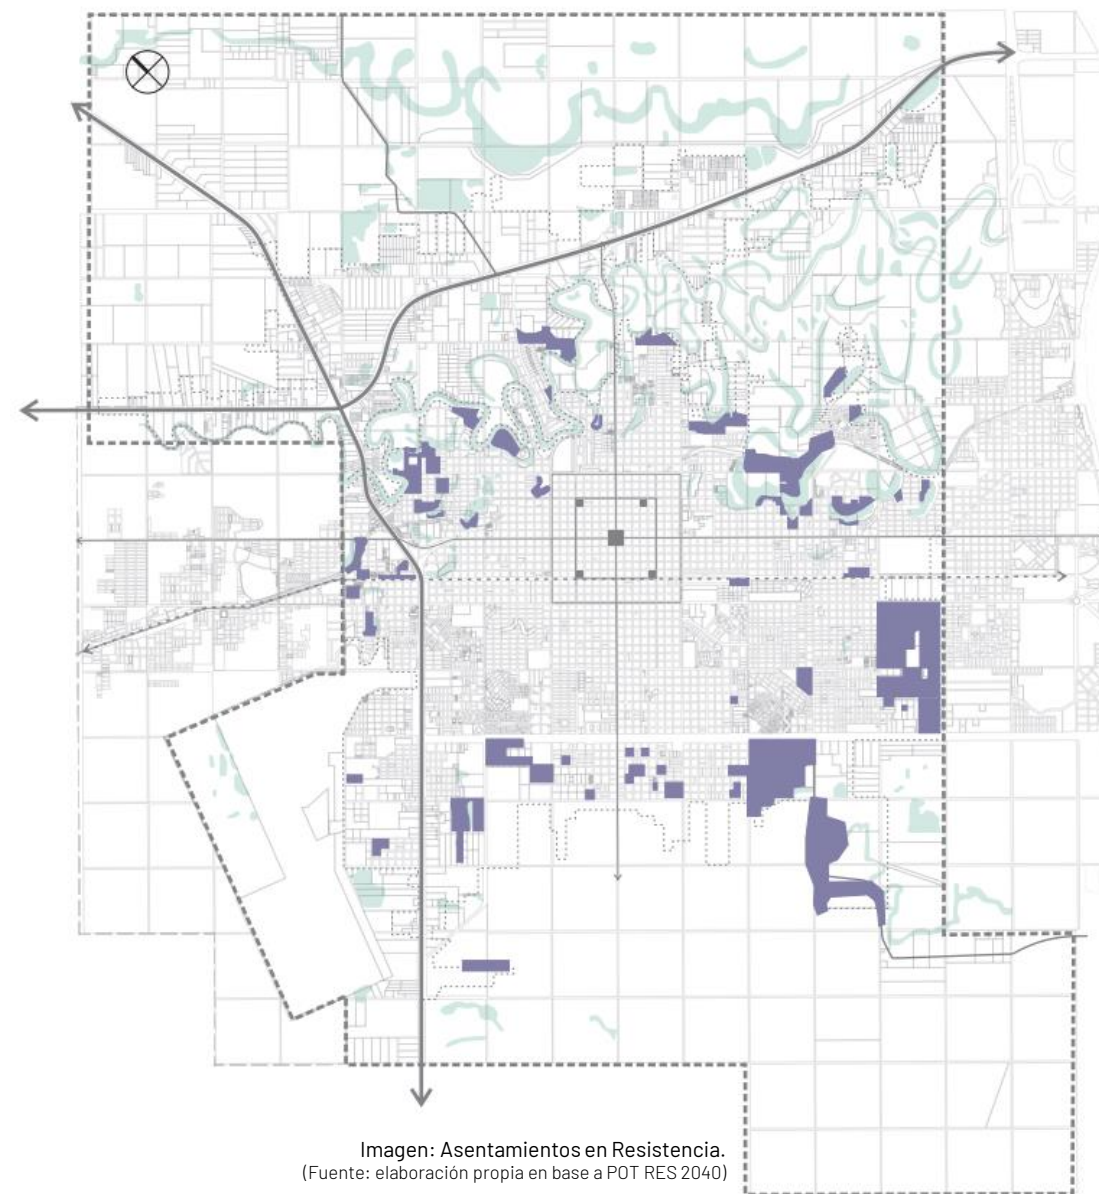 Imagen: Asentamientos en Resistencia.
(Fuente: elaboración propia en base a POT RES 2040)